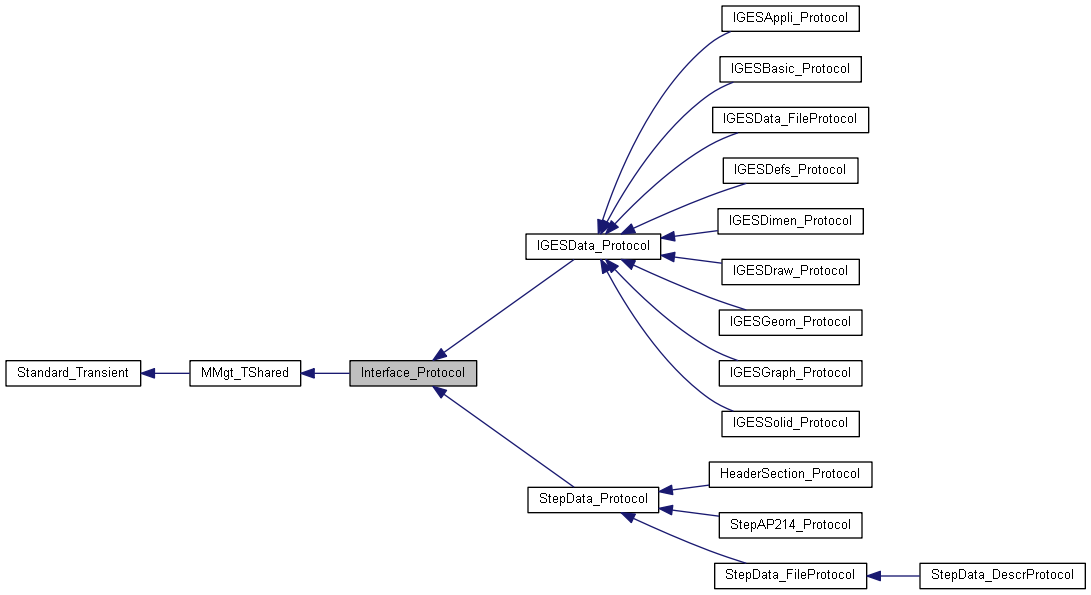 IGESAppli_Protocol
IGESBasic_Protocol
IGESData_FileProtocol
IGESDefs_Protocol
IGESDimen_Protocol
IGESData_Protocol
IGESDraw_Protocol
IGESGeom_Protocol
Standard_Transient
MMgt_TShared
Interface_Protocol
IGESGraph_Protocol
IGESSolid_Protocol
HeaderSection_Protocol
StepData_Protocol
StepAP214_Protocol
StepData_FileProtocol
StepData_DescrProtocol